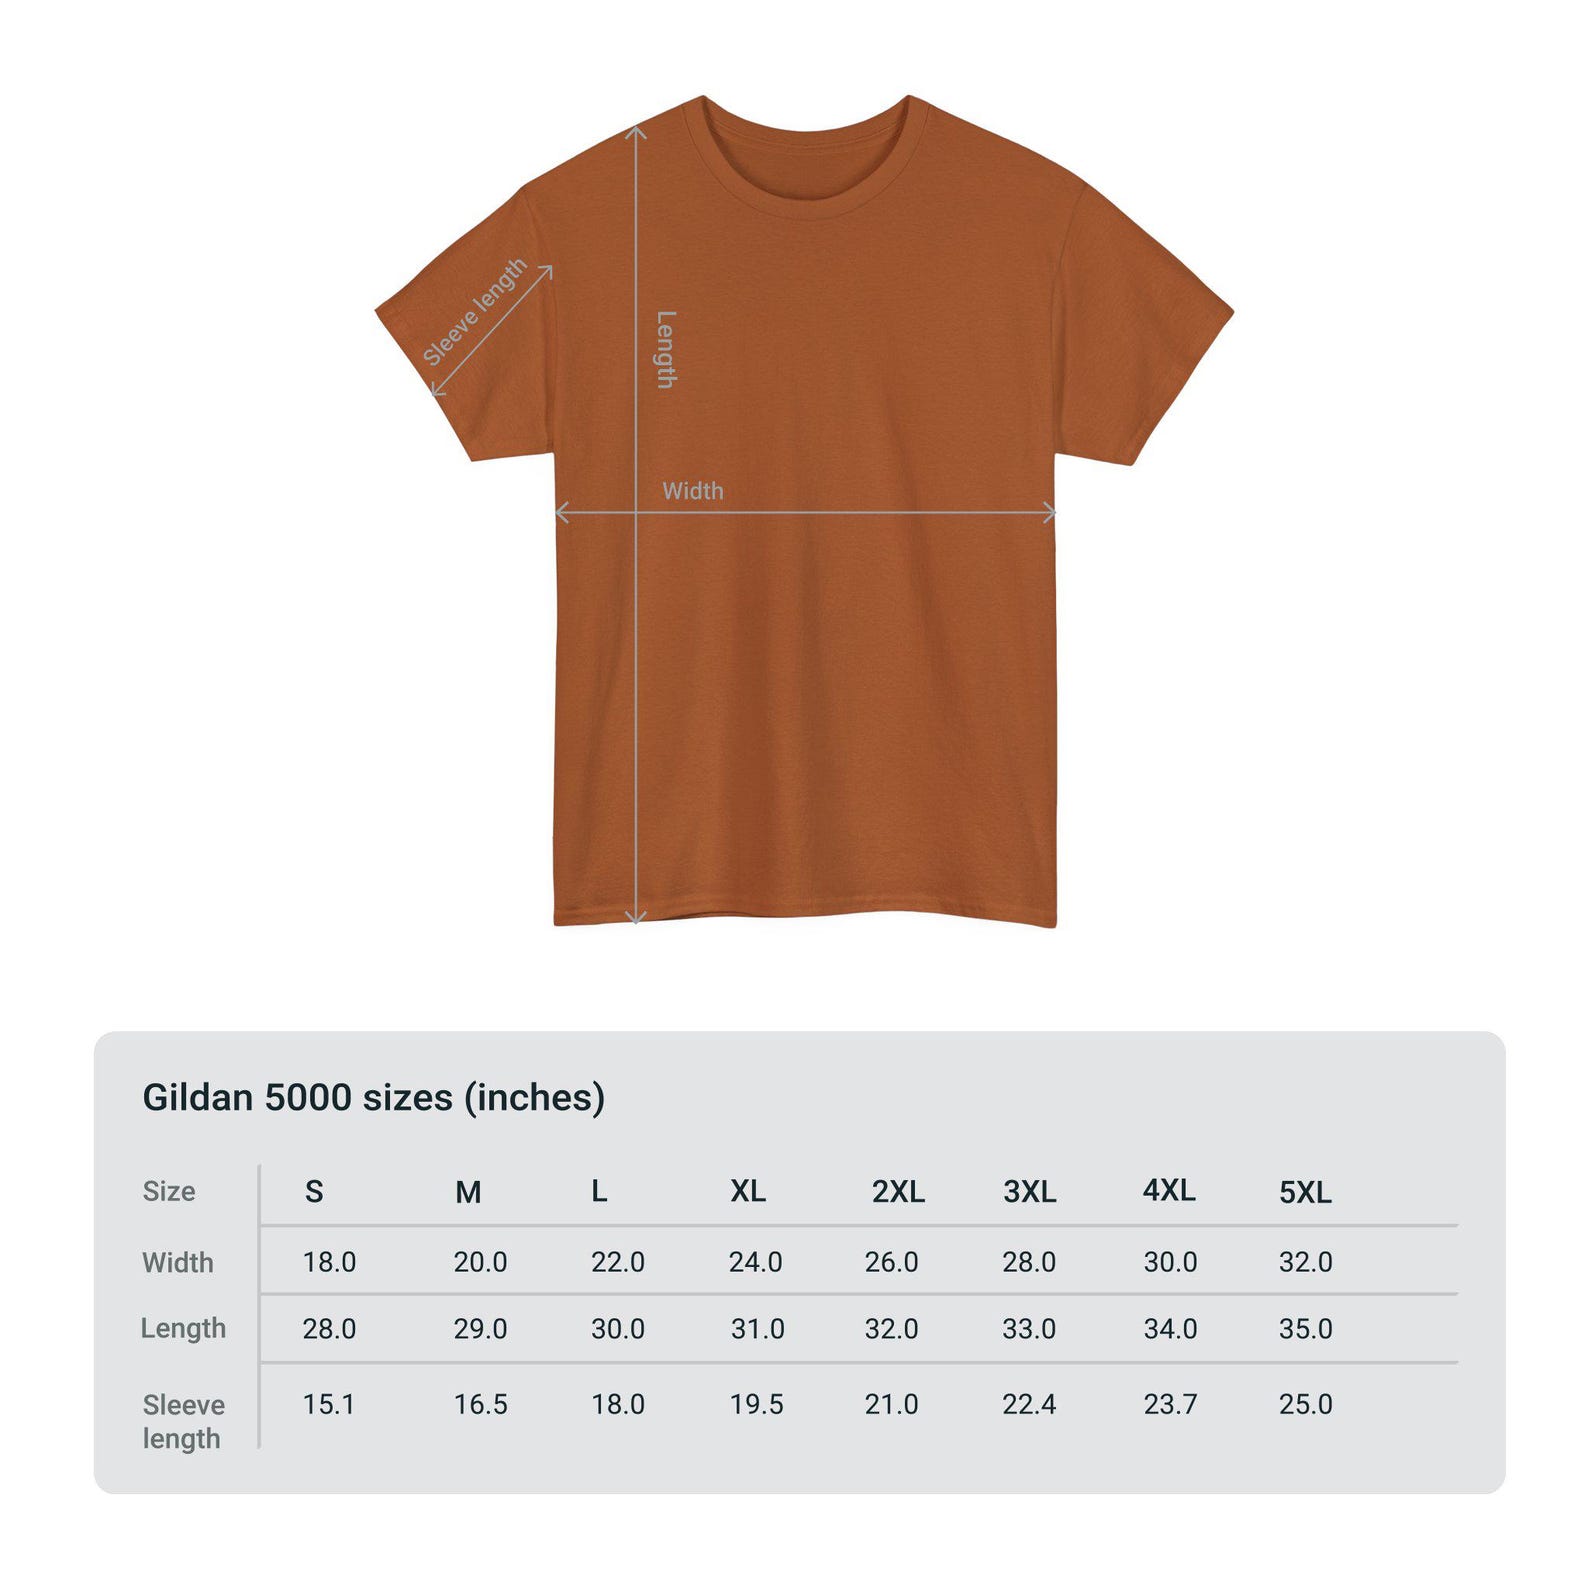 Sleeve length
Length
Width
Gildan 5000 sizes (inches)
Size S M L XL 2XL 3XL 4XL 5XL
Width 18.0 20.0 22.0 24.0 26.0 28.0 30.0 32.0
Length 28.0 29.0 30.0 31.0 32.0 33.0 34.0 35.0
Sleeve 15.1 16.5 18.0 19.5 21.0 22.4 23.7 25.0
length